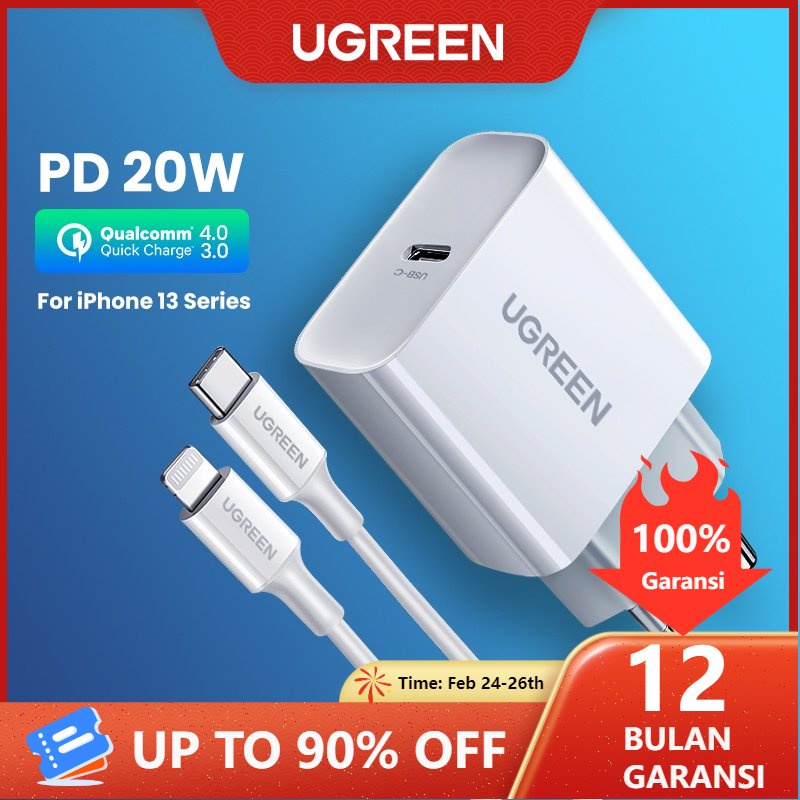 UGREEN
PD 20W
Qualcomm 4.0
Quick Charge 3.0
For iPhone 13 Series
USB-C
UGREEN
UGREEN
UGREEN
100%
Garansi
Time: Feb 24-26th
UP TO 90% OFF
12
BULAN
GARANSI